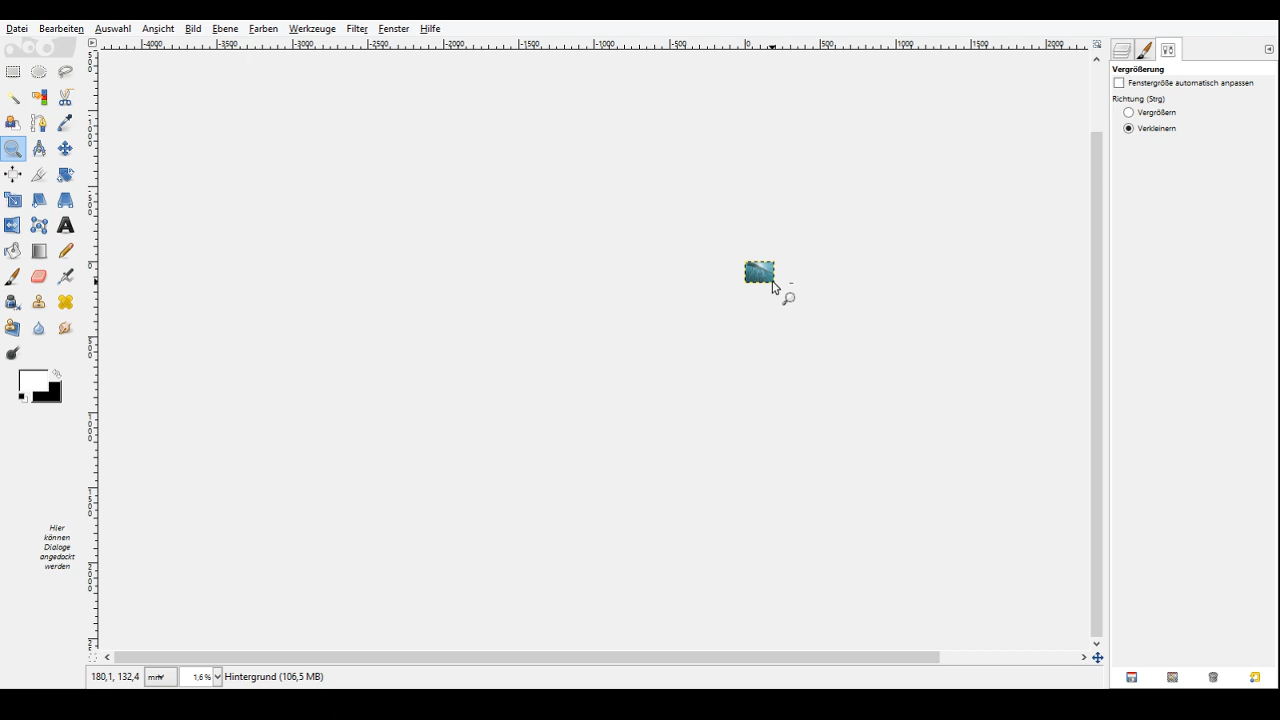 Datei Bearbeiten Auswahl Ansicht Bild Ebene Farben Werkzeuge Filter Fenster Hilfe
-4000 -3500 -3000 -2500 -2000 -1500 -1000 -500 0 500 1000 1500 2000
Vergrößerung
Fenstergröße automatisch anpassen
Richtung (Strg)
Vergrößern
Verkleinern
Hier
können
Dialoge
angedockt
werden
180,1, 132,4 mm 1,6% Hintergrund (106,5 MB)